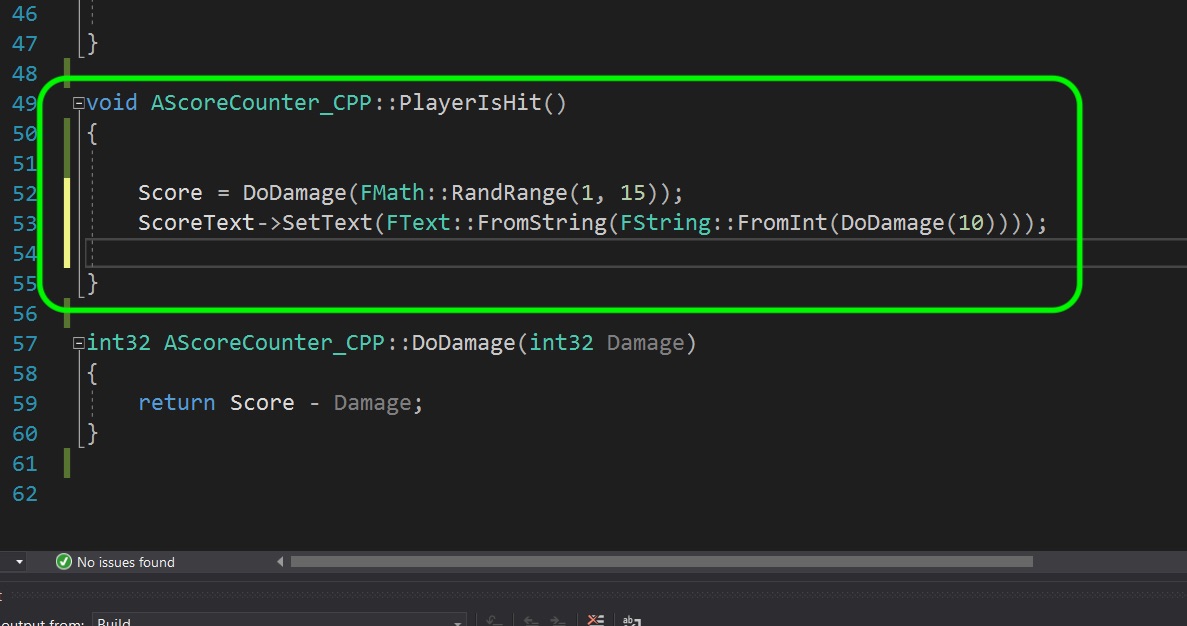 46
47 }
48
49 void AScoreCounter_CPP::PlayerIsHit()
50 {
51
52 Score = DoDamage(FMath::RandRange(1, 15));
53 ScoreText->SetText(FText::FromString(FString::FromInt(DoDamage(10))));
54
55 }
56
57 int32 AScoreCounter_CPP::DoDamage(int32 Damage)
58 {
59 return Score - Damage;
60 }
61
62
No issues found
output from: Build
ab